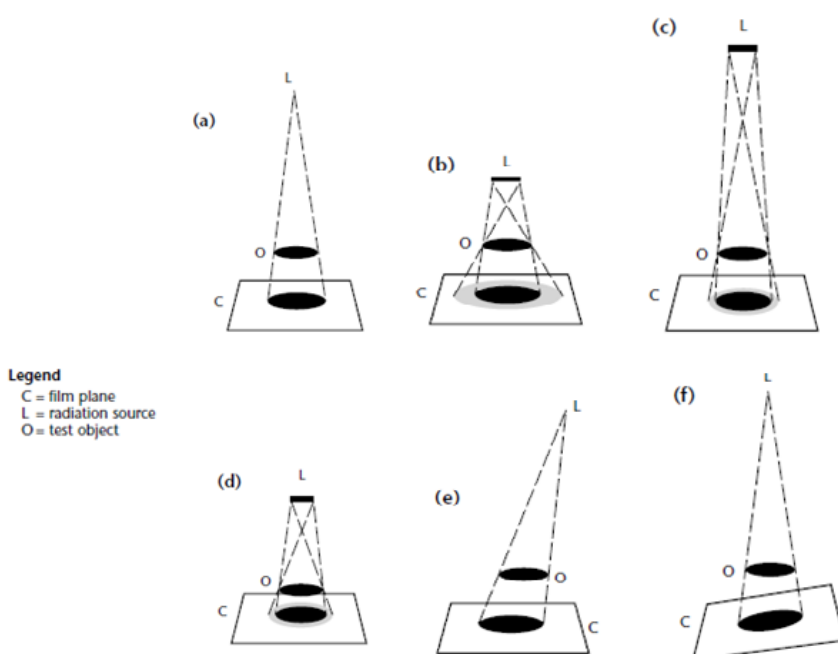 (a)
L
O
C
(b)
L
O
C
(c)
L
O
C
Legend
C = film plane
L = radiation source
O = test object
(d)
L
O
C
(e)
L
O
C
(f)
L
O
C